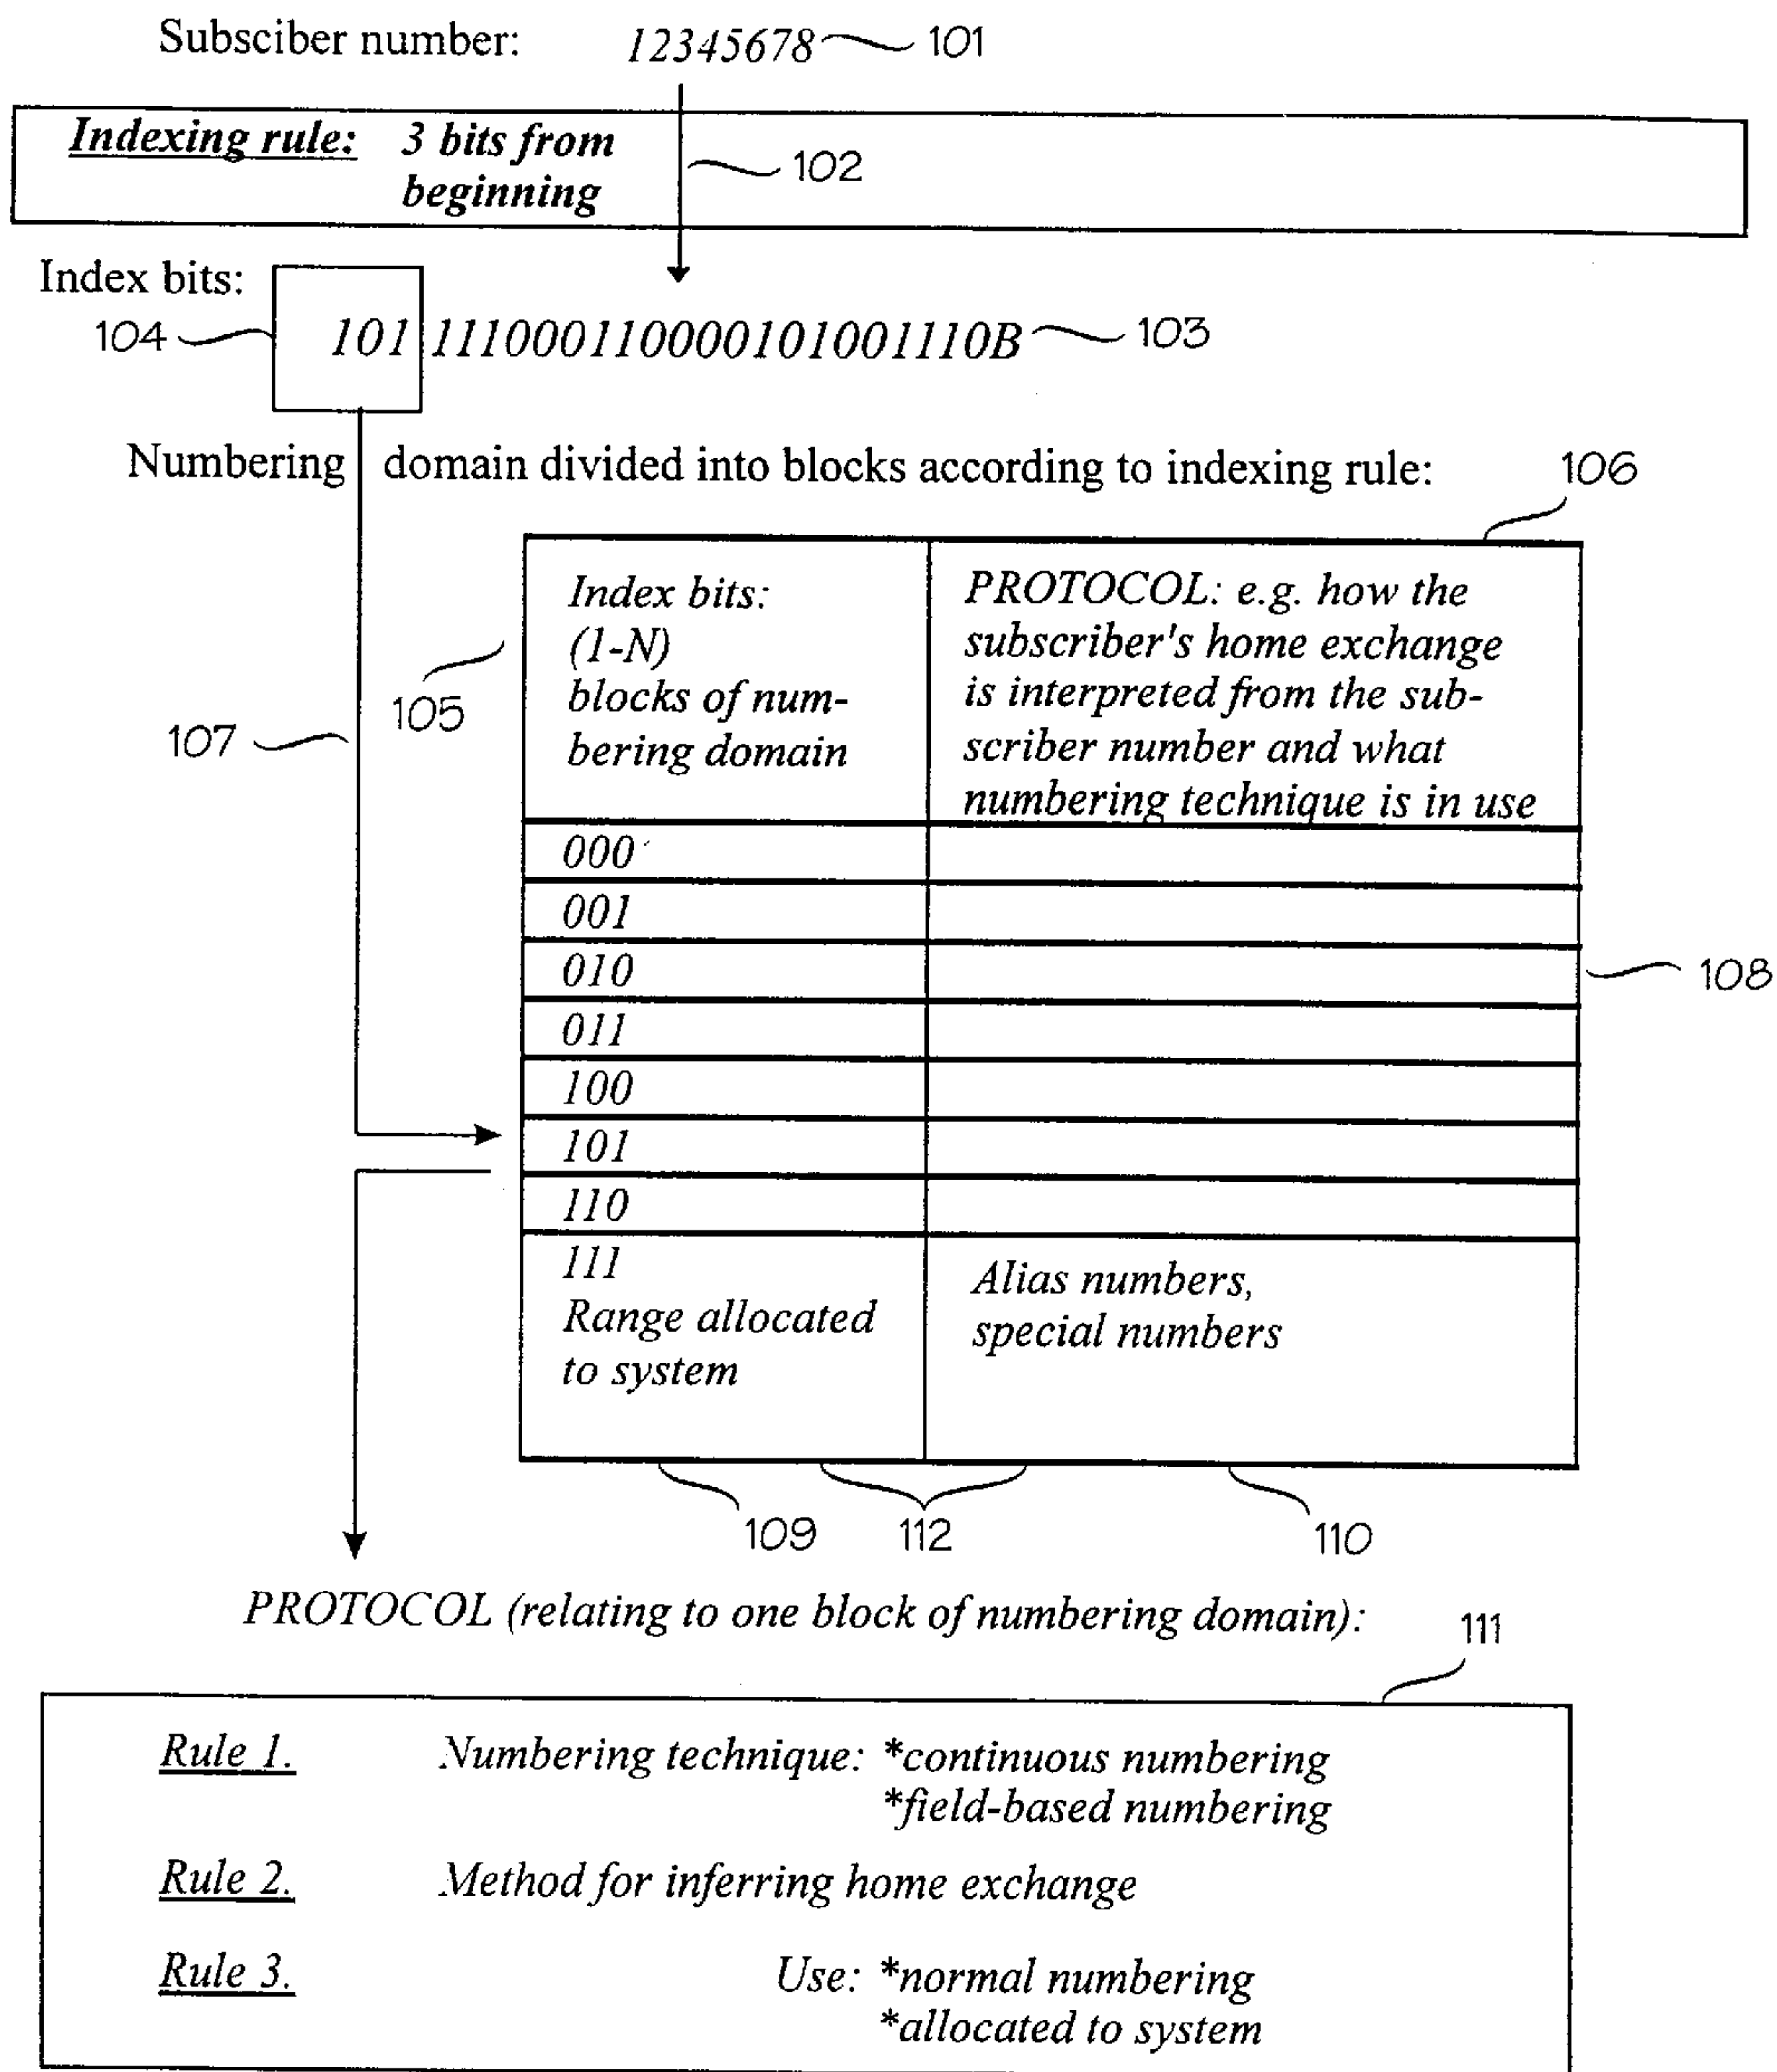 Subsciber number: 12345678 101
Indexing rule: 3 bits from
beginning
102
Index bits:
104 101 111000110000101001110B 103
Numbering domain divided into blocks according to indexing rule: 106
Index bits:
(1-N)
blocks of num-
bering domain
PROTOCOL: e.g. how the
subscriber's home exchange
is interpreted from the sub-
scriber number and what
numbering technique is in use
105
107
000
001
010
108
011
100
101
110
111
Range allocated
to system
Alias numbers,
special numbers
109 112 110
PROTOCOL (relating to one block of numbering domain): 111
Rule 1. Numbering technique: *continuous numbering
*field-based numbering
Rule 2. Method for inferring home exchange
Rule 3. Use: *normal numbering
*allocated to system